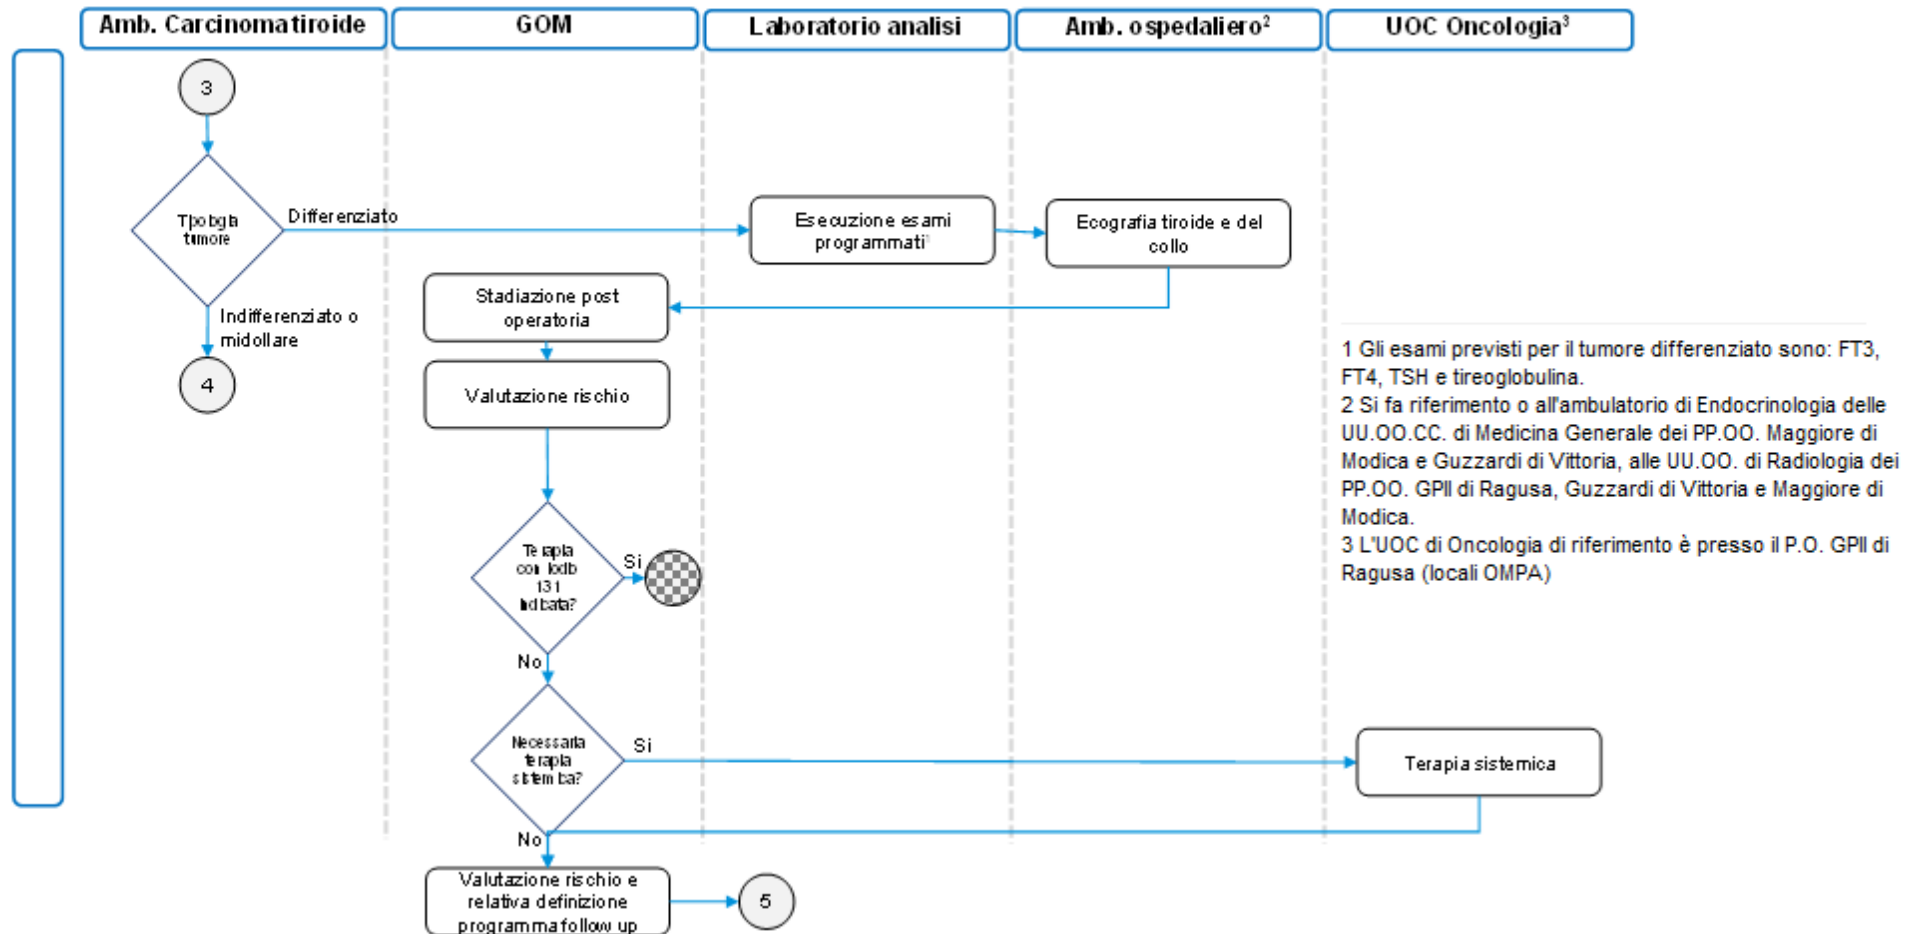 Amb. Carcinoma tiroide
GOM
Laboratorio analisi
Amb. ospedaliero²
UOC Oncologia³
3
Tipologia
tumore
Differenziato
Esecuzione esami
programmati¹
Ecografia tiroide e del
collo
Indifferenziato o
midollare
4
Stadiazione post
operatoria
Valutazione rischio
Terapia
con Iodio
131
indicata?
Si
No
Necessaria
terapia
sistemica?
Si
Terapia sistemica
No
Valutazione rischio e
relativa definizione
programma follow up
5
1 Gli esami previsti per il tumore differenziato sono: FT3,
FT4, TSH e tireoglobulina.
2 Si fa riferimento o all'ambulatorio di Endocrinologia delle
UU.OO.CC. di Medicina Generale dei PP.OO. Maggiore di
Modica e Guzzardi di Vittoria, alle UU.OO. di Radiologia dei
PP.OO. GPII di Ragusa, Guzzardi di Vittoria e Maggiore di
Modica.
3 L'UOC di Oncologia di riferimento è presso il P.O. GPII di
Ragusa (locali OMPA)